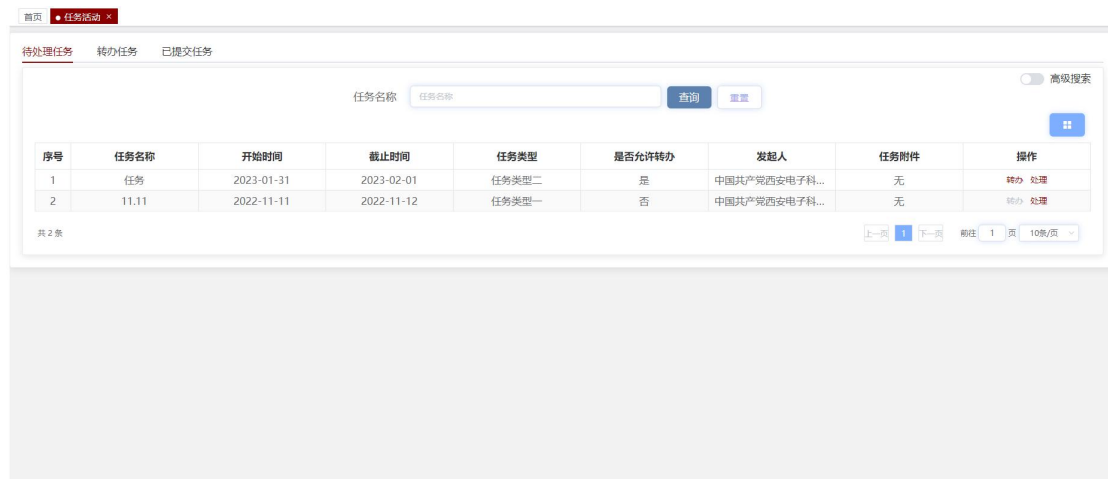 首页 ● 任务活动 ×
待处理任务 转办任务 已提交任务
高级搜索
任务名称 任务名称 查询 重置
序号 任务名称 开始时间 截止时间 任务类型 是否允许转办 发起人 任务附件 操作
1 任务 2023-01-31 2023-02-01 任务类型二 是 中国共产党西安电子科... 无 转办 处理
2 11.11 2022-11-11 2022-11-12 任务类型一 否 中国共产党西安电子科... 无 转办 处理
共 2 条 上一页 1 下一页 前往 1 页 10条/页